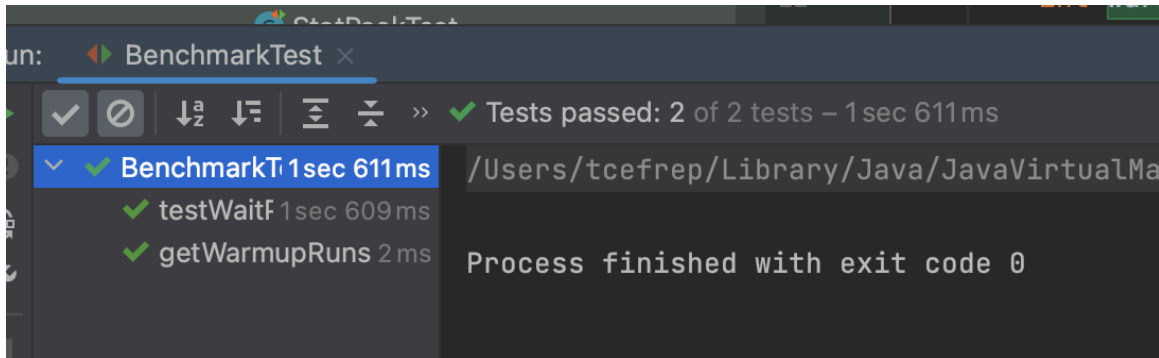 StatPackTest
un: BenchmarkTest
Tests passed: 2 of 2 tests – 1 sec 611 ms
BenchmarkT 1 sec 611 ms
/Users/tcefrep/Library/Java/JavaVirtualMa
testWaitF 1 sec 609 ms
getWarmupRuns 2 ms
Process finished with exit code 0